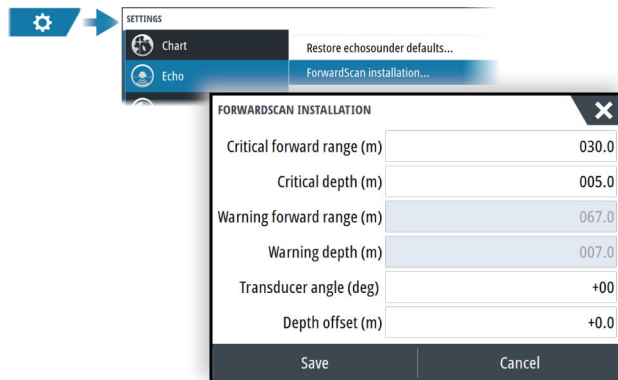 SETTINGS
Chart
Restore echosounder defaults...
Echo
ForwardScan installation...
FORWARDSCAN INSTALLATION
Critical forward range (m) 030.0
Critical depth (m) 005.0
Warning forward range (m) 067.0
Warning depth (m) 007.0
Transducer angle (deg) +00
Depth offset (m) +0.0
Save Cancel